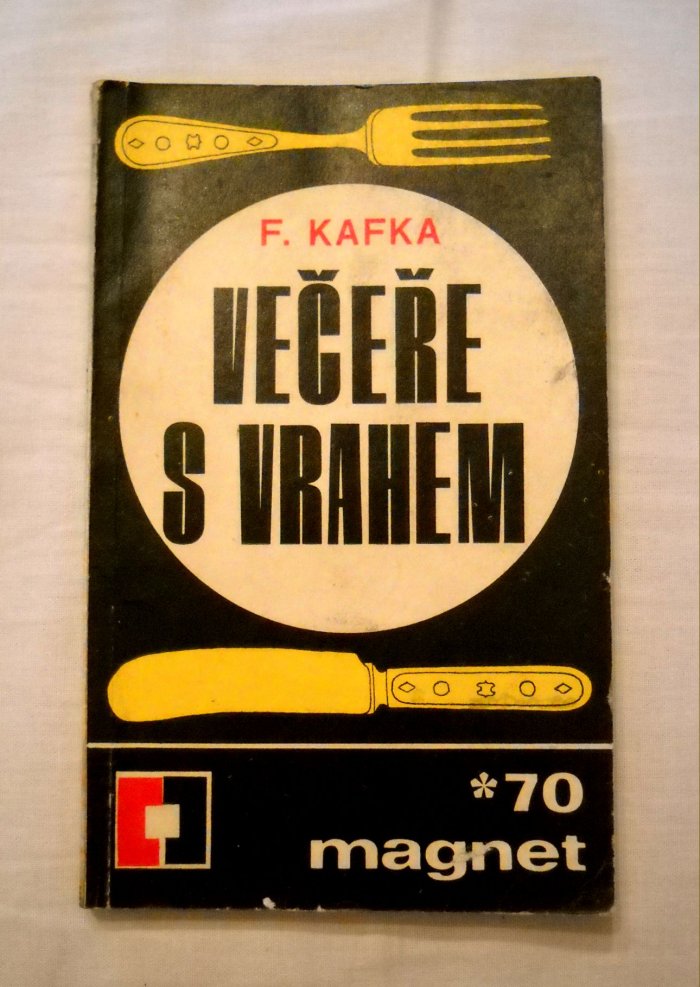 F. KAFKA
VEČEŘE
S VRAHEM
*70
magnet